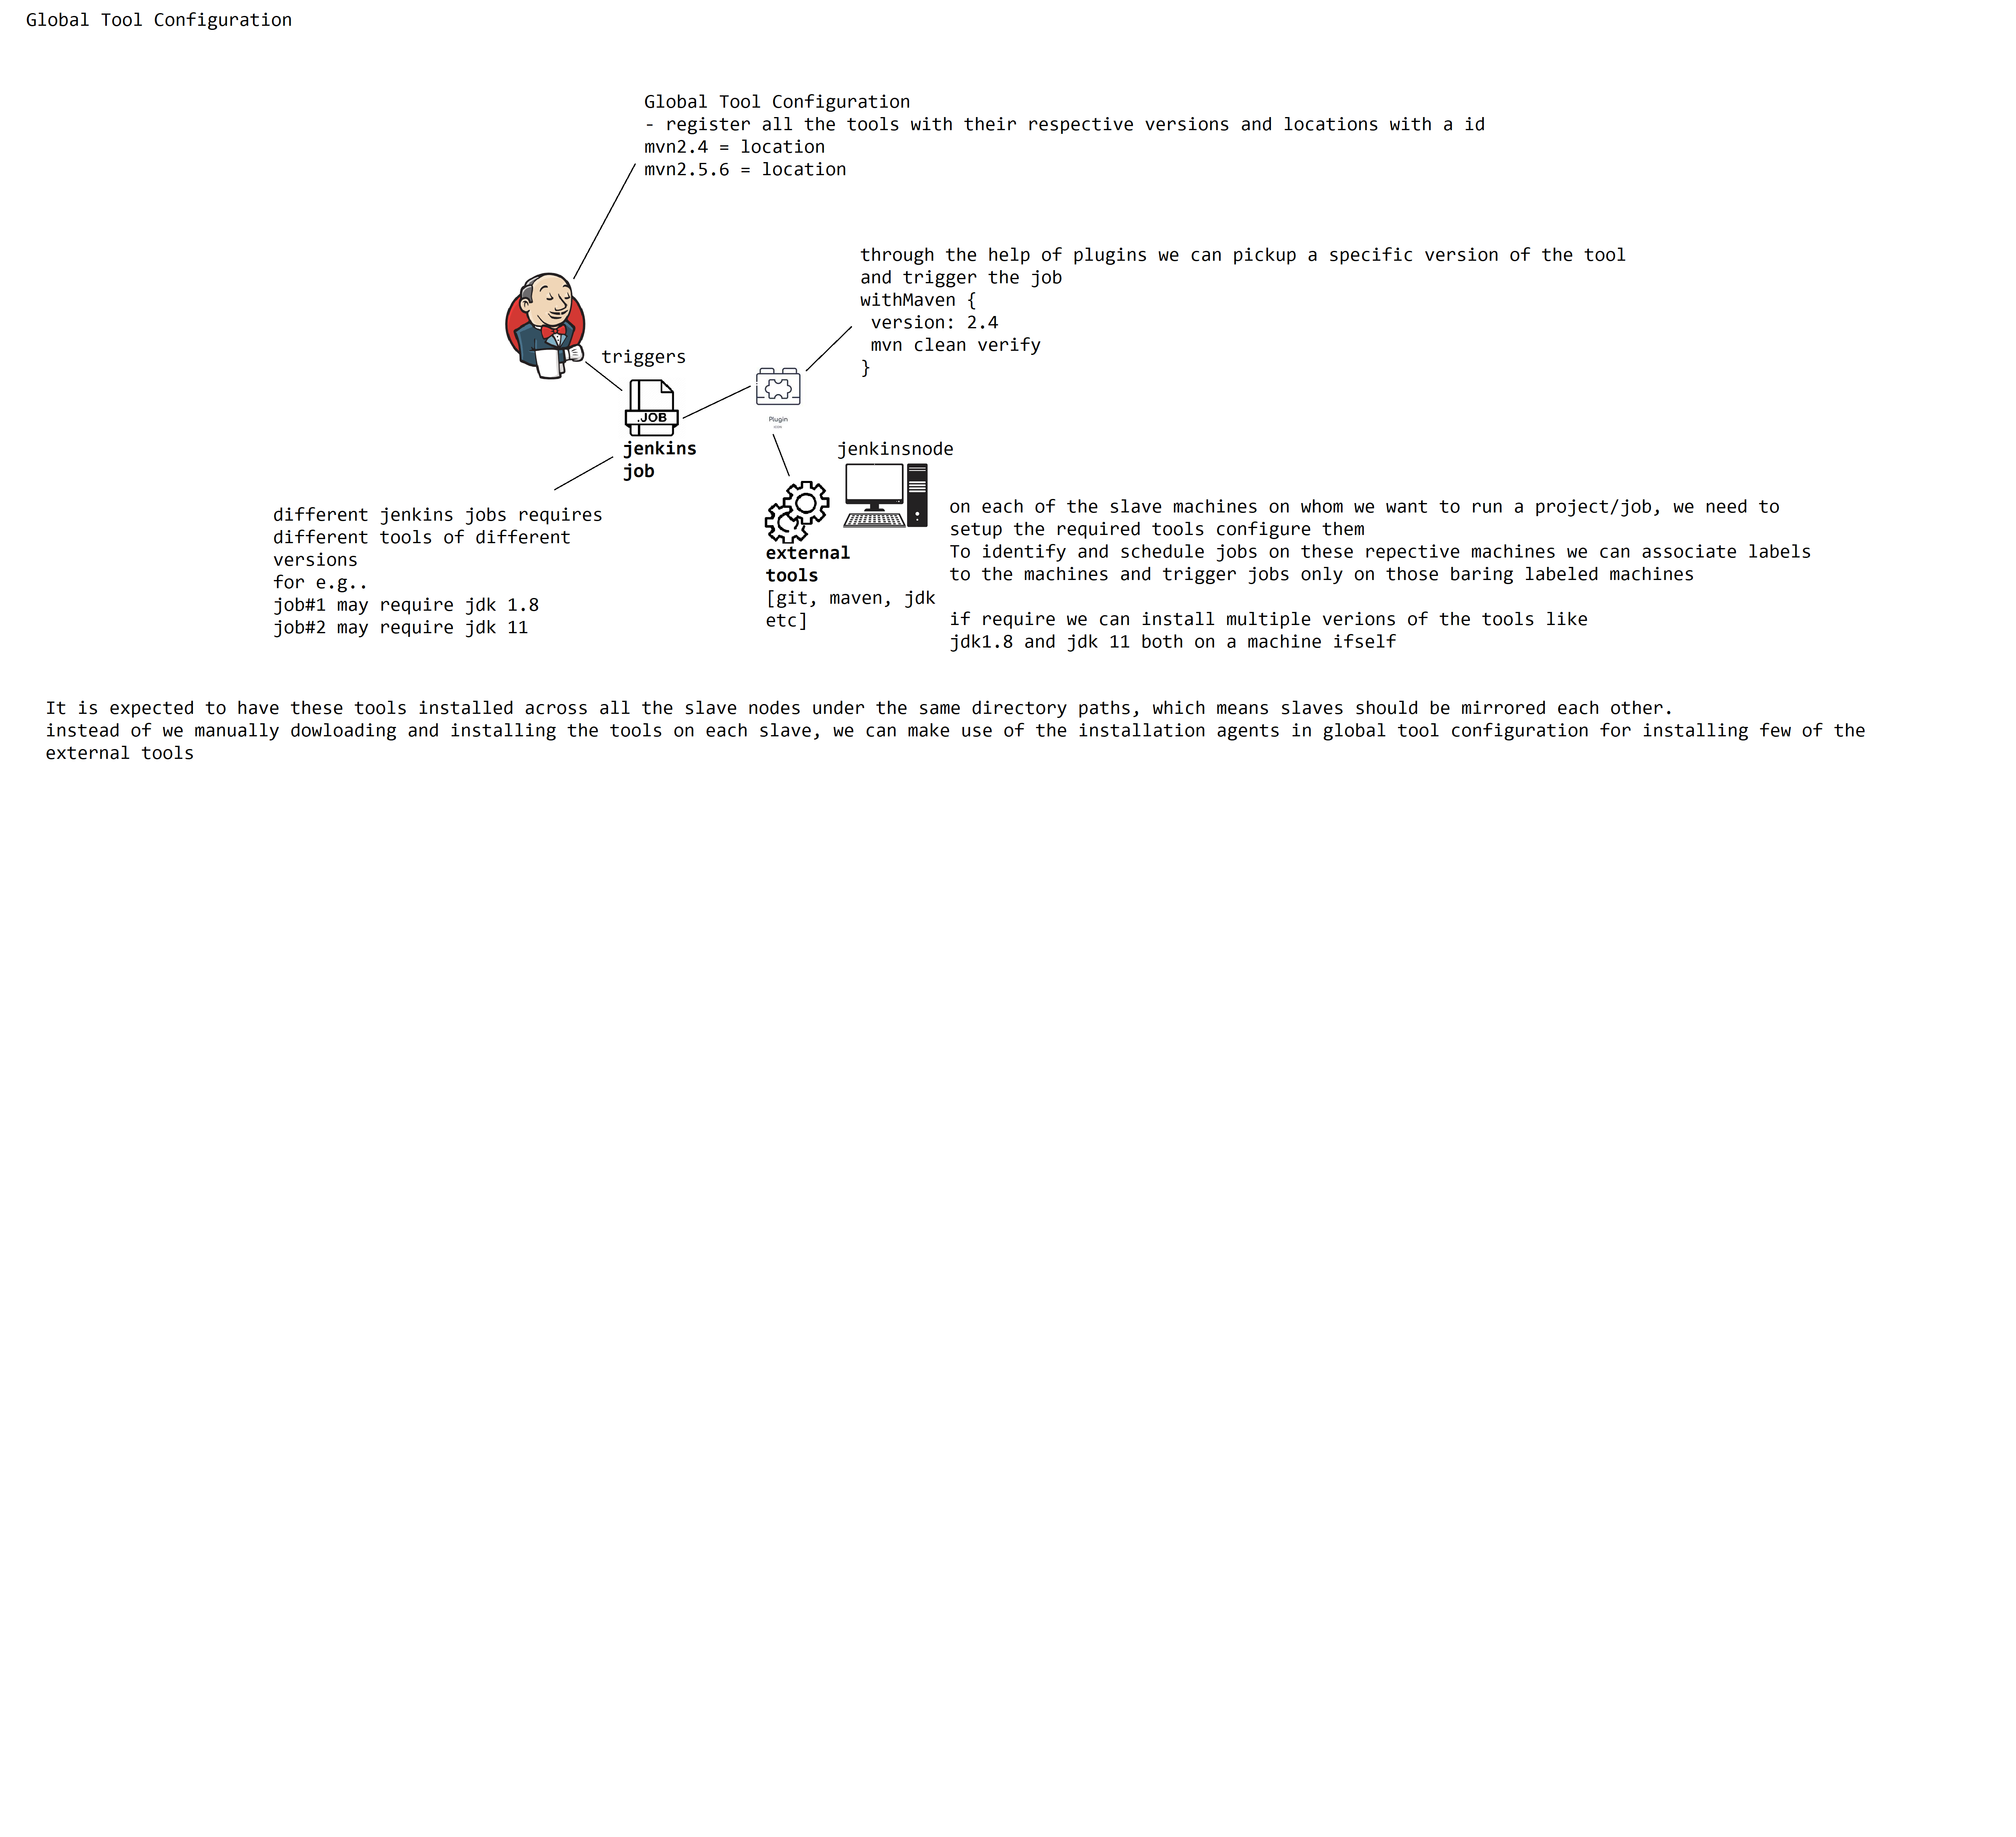 Global Tool Configuration
Global Tool Configuration
- register all the tools with their respective versions and locations with a id
mvn2.4 = location
mvn2.5.6 = location
through the help of plugins we can pickup a specific version of the tool
and trigger the job
withMaven {
version: 2.4
mvn clean verify
}
triggers
.JOB
jenkins
job
Plugin
jenkinsnode
different jenkins jobs requires
different tools of different
versions
for e.g..
job#1 may require jdk 1.8
job#2 may require jdk 11
external
tools
[git, maven, jdk
etc]
on each of the slave machines on whom we want to run a project/job, we need to
setup the required tools configure them
To identify and schedule jobs on these repective machines we can associate labels
to the machines and trigger jobs only on those baring labeled machines
if require we can install multiple verions of the tools like
jdk1.8 and jdk 11 both on a machine ifself
It is expected to have these tools installed across all the slave nodes under the same directory paths, which means slaves should be mirrored each other.
instead of we manually dowloading and installing the tools on each slave, we can make use of the installation agents in global tool configuration for installing few of the
external tools